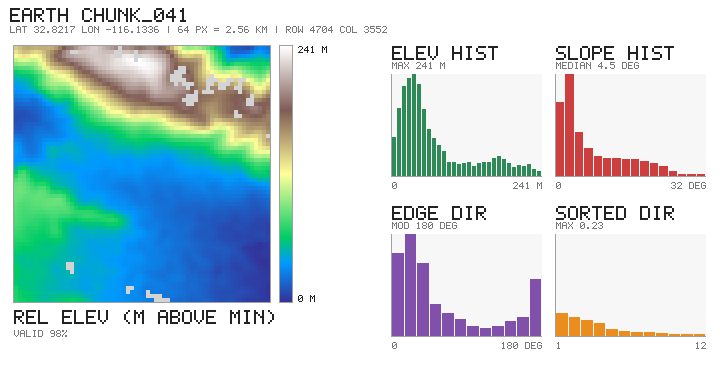 EARTH CHUNK_041
LAT 32.8217 LON -116.1336 | 64 PX = 2.56 KM | ROW 4704 COL 3552
241 M
0 M
REL ELEV (M ABOVE MIN)
VALID 98%
ELEV HIST
MAX 241 M
0 241 M
SLOPE HIST
MEDIAN 4.5 DEG
0 32 DEG
EDGE DIR
MOD 180 DEG
0 180 DEG
SORTED DIR
MAX 0.23
1 12